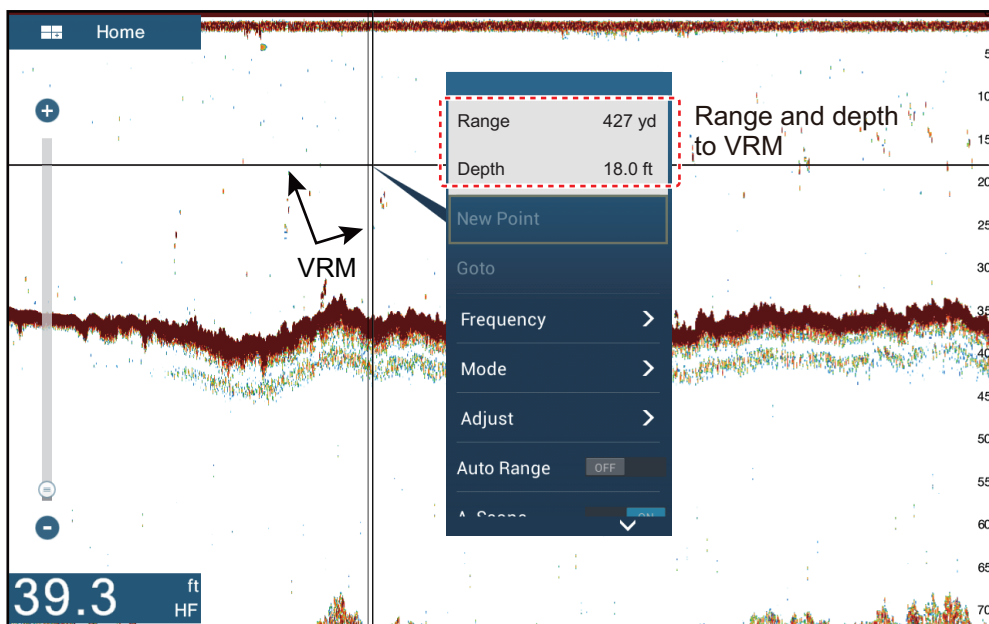 Home
5
10
15
20
25
30
35
40
45
50
55
60
65
70
Range 427 yd
Depth 18.0 ft
Range and depth
to VRM
New Point
Goto
VRM
Frequency
Mode
Adjust
Auto Range OFF
A-Scope ON
39.3 ft
HF